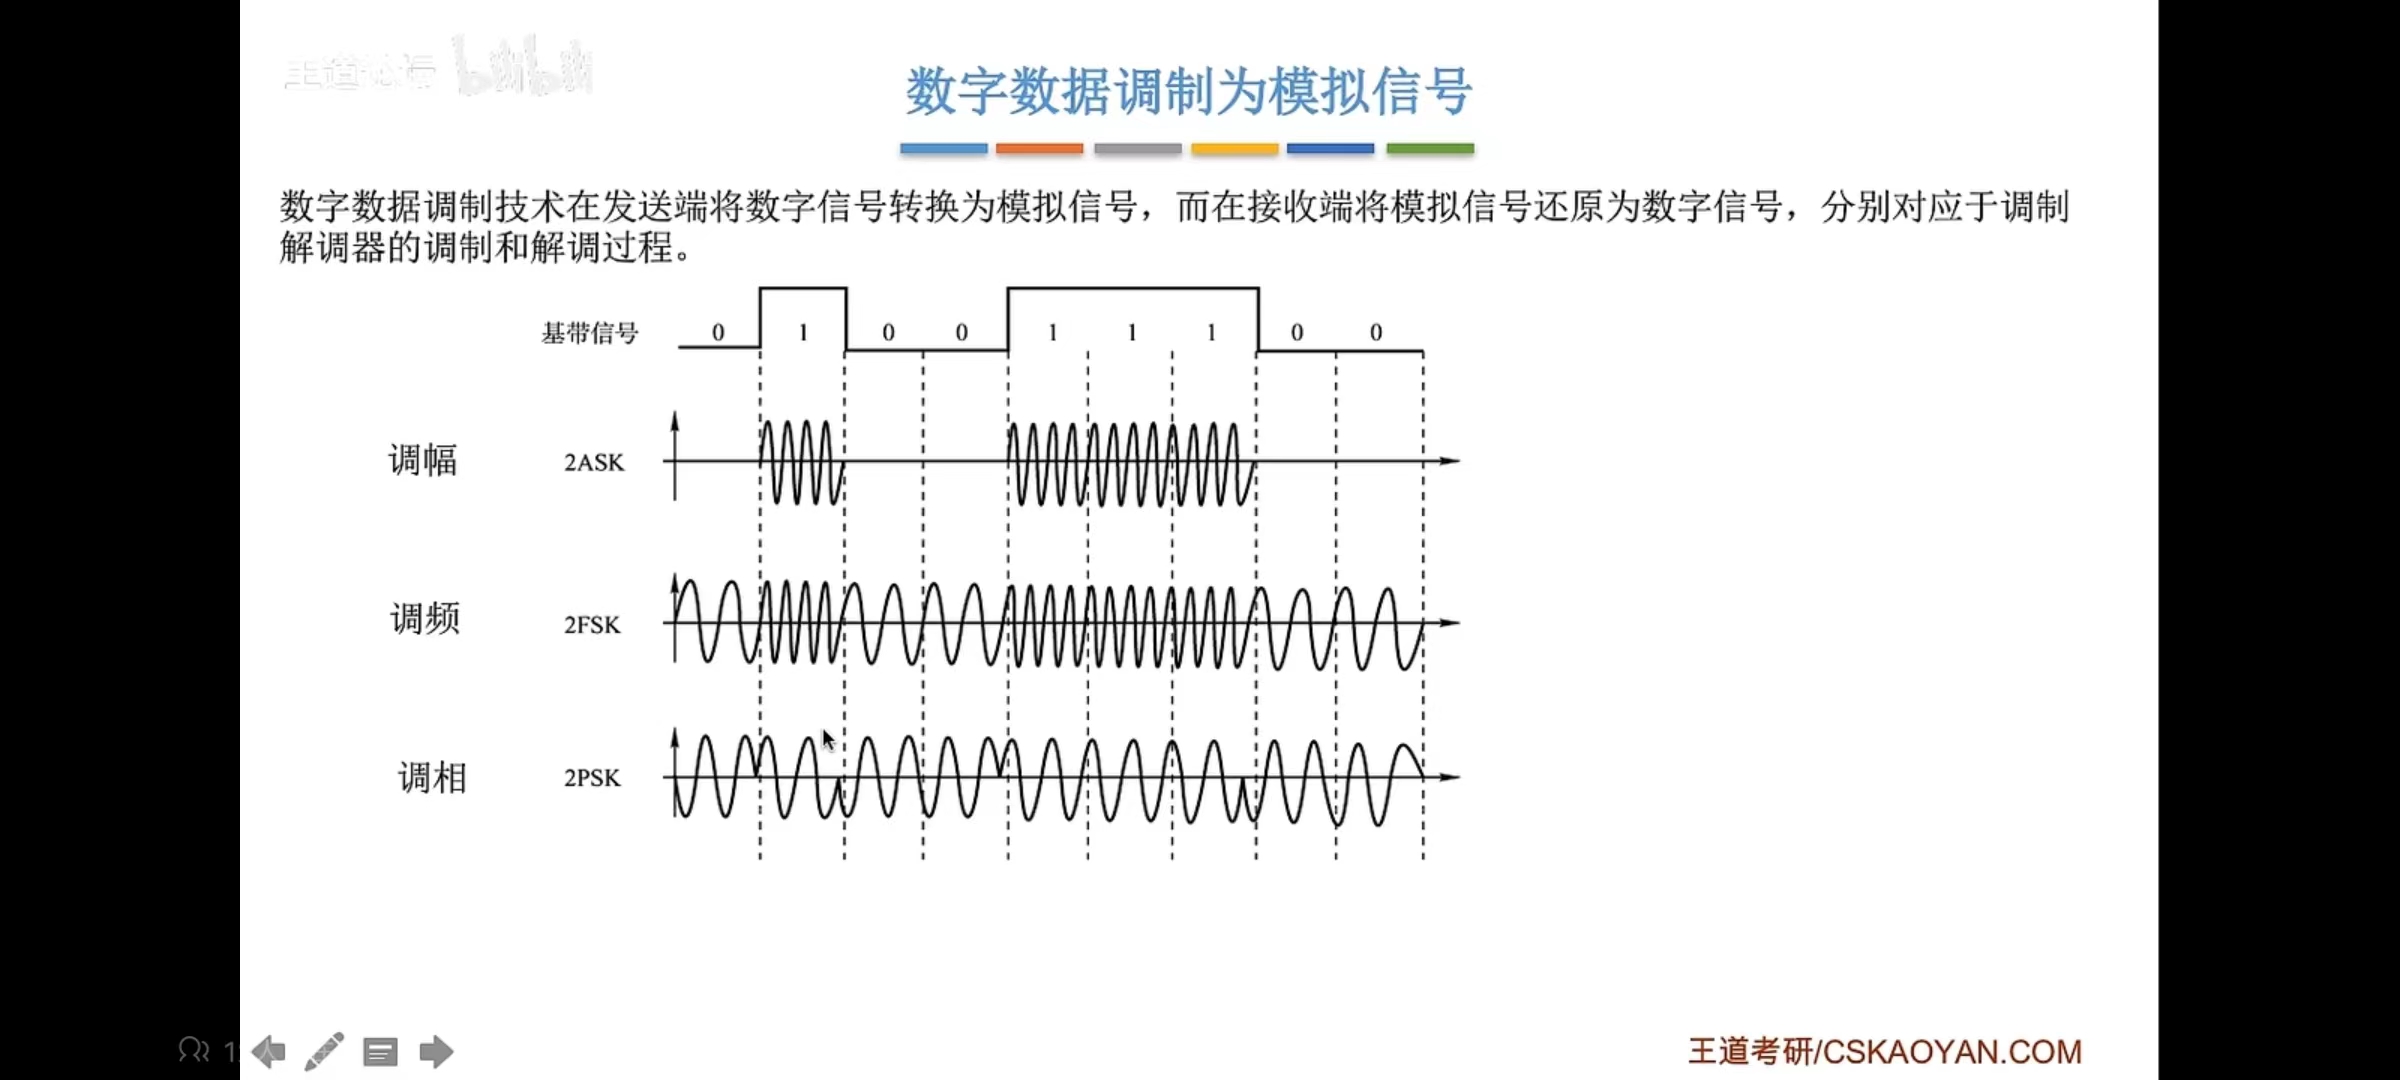 王道论坛 bilibili
数字数据调制为模拟信号
数字数据调制技术在发送端将数字信号转换为模拟信号，而在接收端将模拟信号还原为数字信号，分别对应于调制
解调器的调制和解调过程。
基带信号 0 1 0 0 1 1 1 0 0
调幅 2ASK
调频 2FSK
调相 2PSK
王道考研/CSKAOYAN.COM